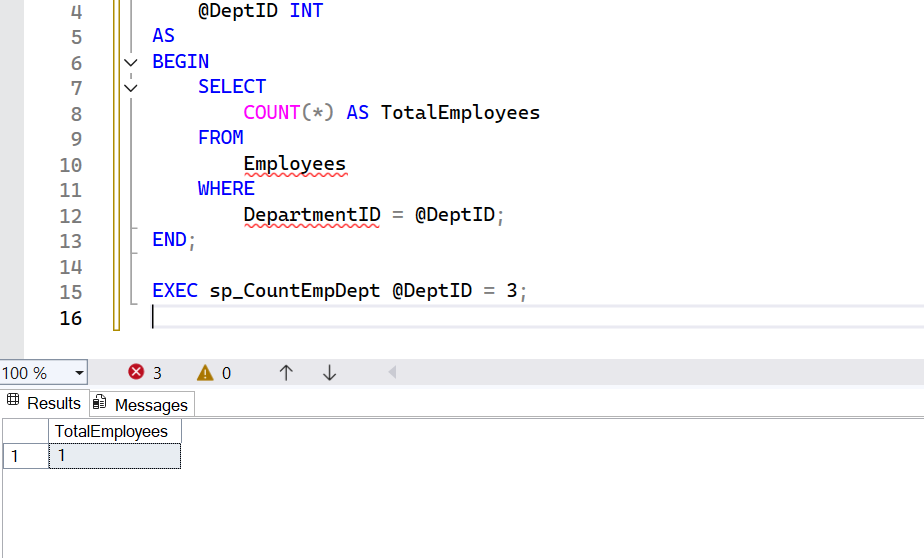 4 @DeptID INT
5 AS
6 BEGIN
7 SELECT
8 COUNT(*) AS TotalEmployees
9 FROM
10 Employees
11 WHERE
12 DepartmentID = @DeptID;
13 END;
14
15 EXEC sp_CountEmpDept @DeptID = 3;
16
100 % 3 0
Results Messages
TotalEmployees
1 1